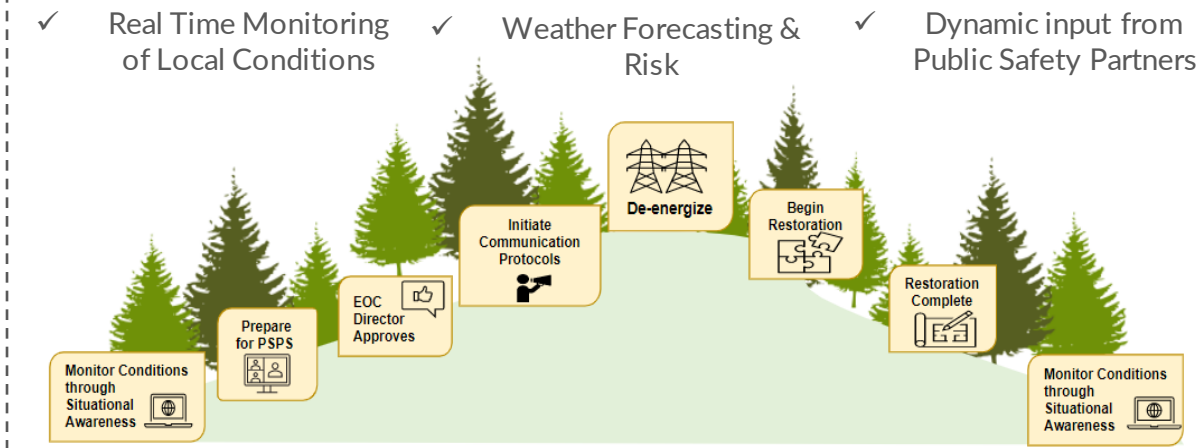 ✓ Real Time Monitoring
of Local Conditions
✓ Weather Forecasting &
Risk
✓ Dynamic input from
Public Safety Partners
Monitor Conditions
through
Situational
Awareness
Prepare
for PSPS
EOC
Director
Approves
Initiate
Communication
Protocols
De-energize
Begin
Restoration
Restoration
Complete
Monitor Conditions
through
Situational
Awareness